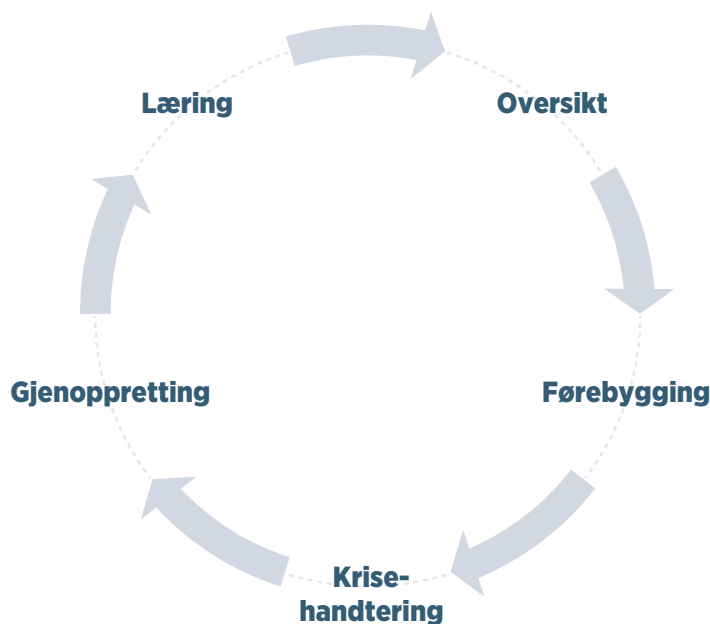 Læring
Oversikt
Gjenoppretting
Førebygging
Krise-
handtering